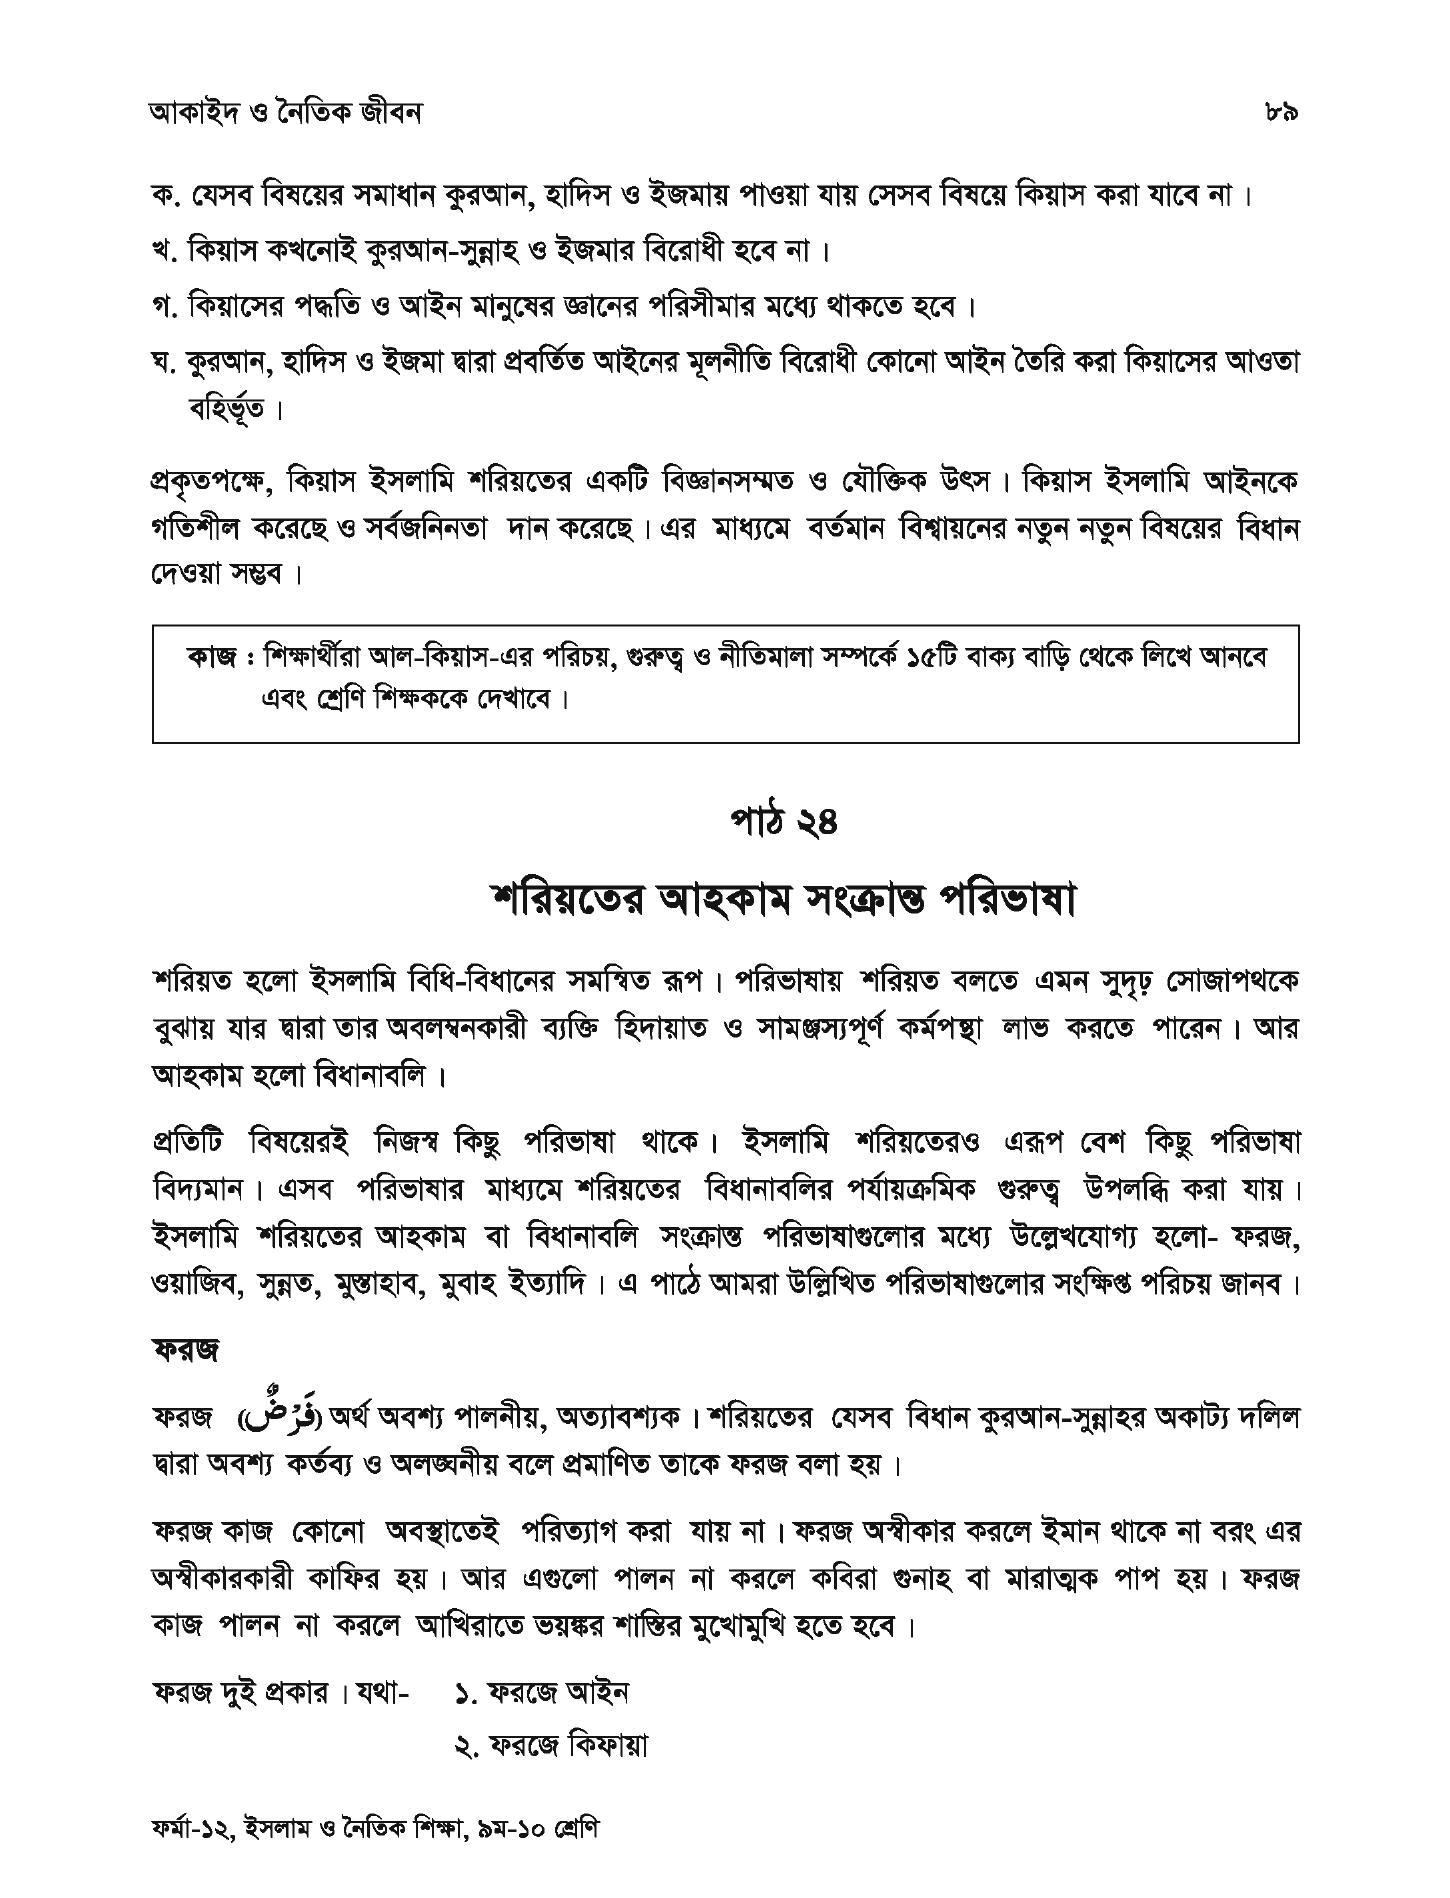 আকাইদ ও নৈতিক জীবন ৮৯
ক. যেসব বিষয়ের সমাধান কুরআন, হাদিস ও ইজমায় পাওয়া যায় সেসব বিষয়ে কিয়াস করা যাবে না।
খ. কিয়াস কখনোই কুরআন-সুন্নাহ ও ইজমার বিরোধী হবে না।
গ. কিয়াসের পদ্ধতি ও আইন মানুষের জ্ঞানের পরিসীমার মধ্যে থাকতে হবে।
ঘ. কুরআন, হাদিস ও ইজমা দ্বারা প্রবর্তিত আইনের মূলনীতি বিরোধী কোনো আইন তৈরি করা কিয়াসের আওতা
বহির্ভূত।
প্রকৃতপক্ষে, কিয়াস ইসলামি শরিয়তের একটি বিজ্ঞানসম্মত ও যৌক্তিক উৎস। কিয়াস ইসলামি আইনকে
গতিশীল করেছে ও সর্বজনিনতা দান করেছে। এর মাধ্যমে বর্তমান বিশ্বায়নের নতুন নতুন বিষয়ের বিধান
দেওয়া সম্ভব।
কাজ : শিক্ষার্থীরা আল-কিয়াস-এর পরিচয়, গুরুত্ব ও নীতিমালা সম্পর্কে ১৫টি বাক্য বাড়ি থেকে লিখে আনবে
এবং শ্রেণি শিক্ষককে দেখাবে।
পাঠ ২৪
শরিয়তের আহকাম সংক্রান্ত পরিভাষা
শরিয়ত হলো ইসলামি বিধি-বিধানের সমন্বিত রূপ। পরিভাষায় শরিয়ত বলতে এমন সুদৃঢ় সোজাপথকে
বুঝায় যার দ্বারা তার অবলম্বনকারী ব্যক্তি হিদায়াত ও সামঞ্জস্যপূর্ণ কর্মপন্থা লাভ করতে পারেন। আর
আহকাম হলো বিধানাবলি।
প্রতিটি বিষয়েরই নিজস্ব কিছু পরিভাষা থাকে। ইসলামি শরিয়তেরও এরূপ বেশ কিছু পরিভাষা
বিদ্যমান। এসব পরিভাষার মাধ্যমে শরিয়তের বিধানাবলির পর্যায়ক্রমিক গুরুত্ব উপলব্ধি করা যায়।
ইসলামি শরিয়তের আহকাম বা বিধানাবলি সংক্রান্ত পরিভাষাগুলোর মধ্যে উল্লেখযোগ্য হলো- ফরজ,
ওয়াজিব, সুন্নত, মুস্তাহাব, মুবাহ ইত্যাদি। এ পাঠে আমরা উল্লিখিত পরিভাষাগুলোর সংক্ষিপ্ত পরিচয় জানব।
ফরজ
ফরজ (فَرْضٌ) অর্থ অবশ্য পালনীয়, অত্যাবশ্যক। শরিয়তের যেসব বিধান কুরআন-সুন্নাহর অকাট্য দলিল
দ্বারা অবশ্য কর্তব্য ও অলঙ্ঘনীয় বলে প্রমাণিত তাকে ফরজ বলা হয়।
ফরজ কাজ কোনো অবস্থাতেই পরিত্যাগ করা যায় না। ফরজ অস্বীকার করলে ইমান থাকে না বরং এর
অস্বীকারকারী কাফির হয়। আর এগুলো পালন না করলে কবিরা গুনাহ বা মারাত্মক পাপ হয়। ফরজ
কাজ পালন না করলে আখিরাতে ভয়ঙ্কর শাস্তির মুখোমুখি হতে হবে।
ফরজ দুই প্রকার। যথা- ১. ফরজে আইন
২. ফরজে কিফায়া
ফর্মা-১২, ইসলাম ও নৈতিক শিক্ষা, ৯ম-১০ শ্রেণি